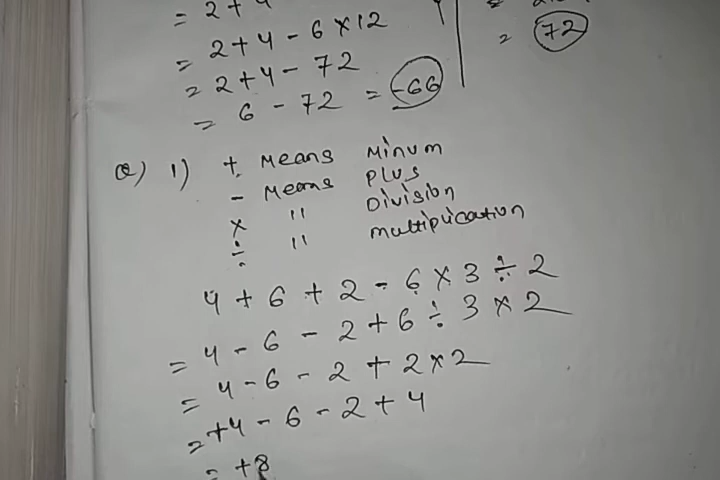 = 2 + 4
= 2 + 4 - 6 × 12
= 2 + 4 - 72
= 6 - 72 = -66
= 72
Q) 1) + Means Minum
- Means Plus
× " Division
÷ " multiplication
4 + 6 + 2 - 6 × 3 ÷ 2
= 4 - 6 - 2 + 6 ÷ 3 × 2
= 4 - 6 - 2 + 2 × 2
= +4 - 6 - 2 + 4
= +8